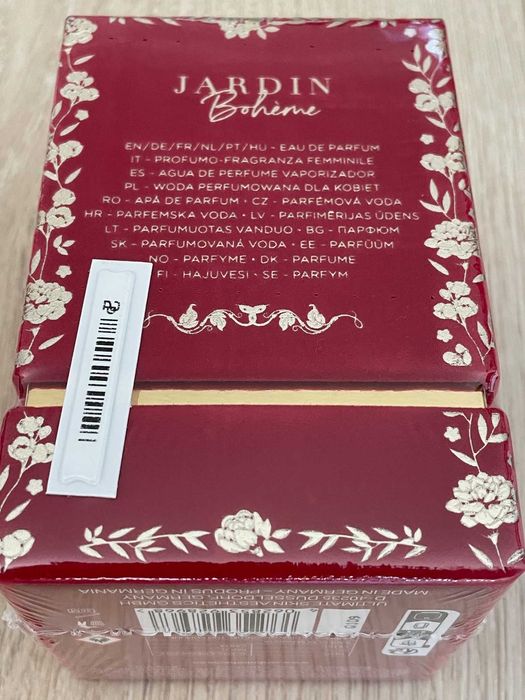 JARDIN
Bohème
EN/DE/FR/NL/PT/HU - EAU DE PARFUM
IT - PROFUMO-FRAGRANZA FEMMINILE
ES - AGUA DE PERFUME VAPORIZADOR
PL - WODA PERFUMOWANA DLA KOBIET
RO - APĂ DE PARFUM • CZ - PARFÉMOVÁ VODA
HR - PARFEMSKA VODA • LV - PARFIMĒRIJAS ŪDENS
LT - PARFUMUOTAS VANDUO • BG - ПАРФЮМ
SK - PARFUMOVANÁ VODA • EE - PARFÜÜM
NO - PARFYME • DK - PARFUME
FI - HAJUVESI • SE - PARFYM
ULTIMATE SKIN AESTHETICS GMBH
D-40235 DÜSSELDORF, GERMANY
MADE IN GERMANY - PRODUS IN GERMANIA